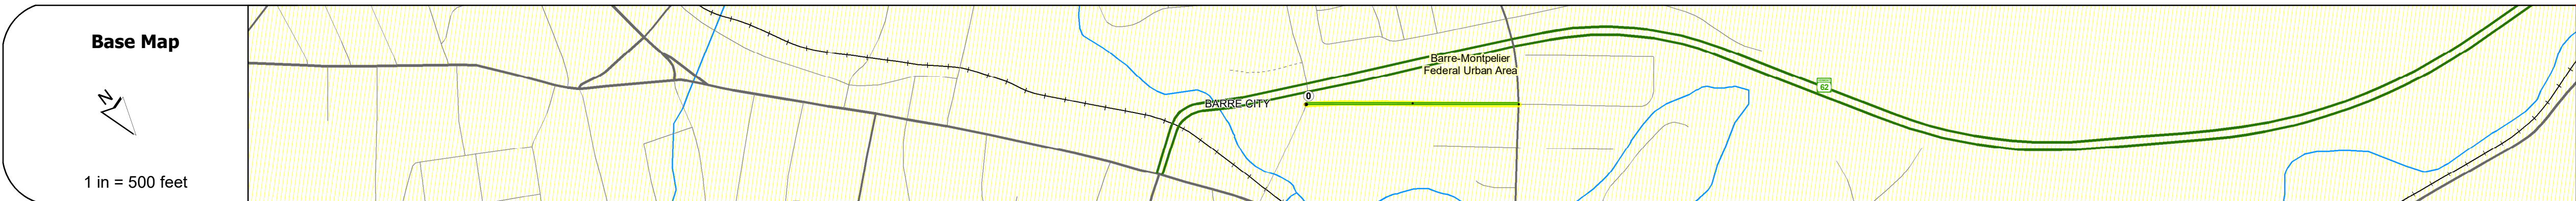 Base Map
N
1 in = 500 feet
BARRE CITY
0
Barre-Montpelier
Federal Urban Area
62